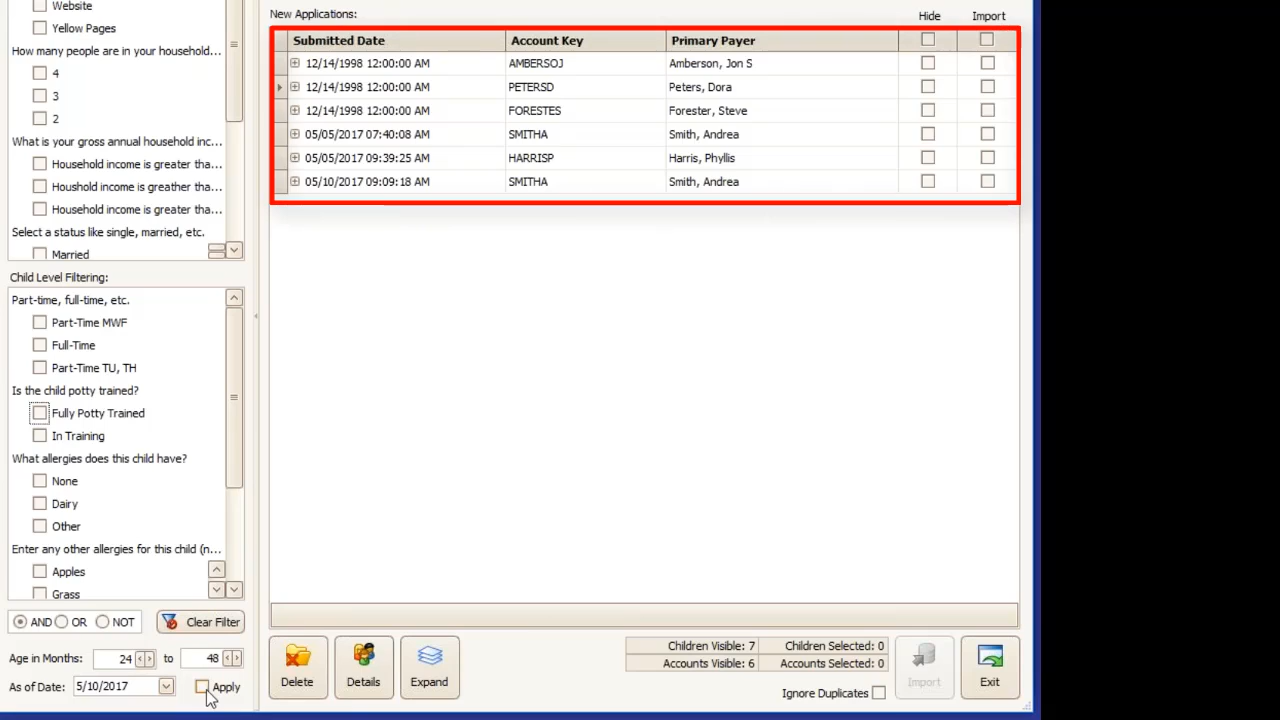 Website
Yellow Pages
How many people are in your household...
4
3
2
What is your gross annual household inc...
Household income is greater tha...
Houshold income is greather tha...
Household income is greater tha...
Select a status like single, married, etc.
Married
Child Level Filtering:
Part-time, full-time, etc.
Part-Time MWF
Full-Time
Part-Time TU, TH
Is the child potty trained?
Fully Potty Trained
In Training
What allergies does this child have?
None
Dairy
Other
Enter any other allergies for this child (n...
Apples
Grass
AND OR NOT Clear Filter
Age in Months: 24 to 48
As of Date: 5/10/2017 Apply
New Applications: Hide Import
Submitted Date Account Key Primary Payer
12/14/1998 12:00:00 AM AMBERSOJ Amberson, Jon S
12/14/1998 12:00:00 AM PETERSD Peters, Dora
12/14/1998 12:00:00 AM FORESTES Forester, Steve
05/05/2017 07:40:08 AM SMITHA Smith, Andrea
05/05/2017 09:39:25 AM HARRISP Harris, Phyllis
05/10/2017 09:09:18 AM SMITHA Smith, Andrea
Delete Details Expand
Children Visible: 7 Children Selected: 0
Accounts Visible: 6 Accounts Selected: 0
Ignore Duplicates
Import Exit